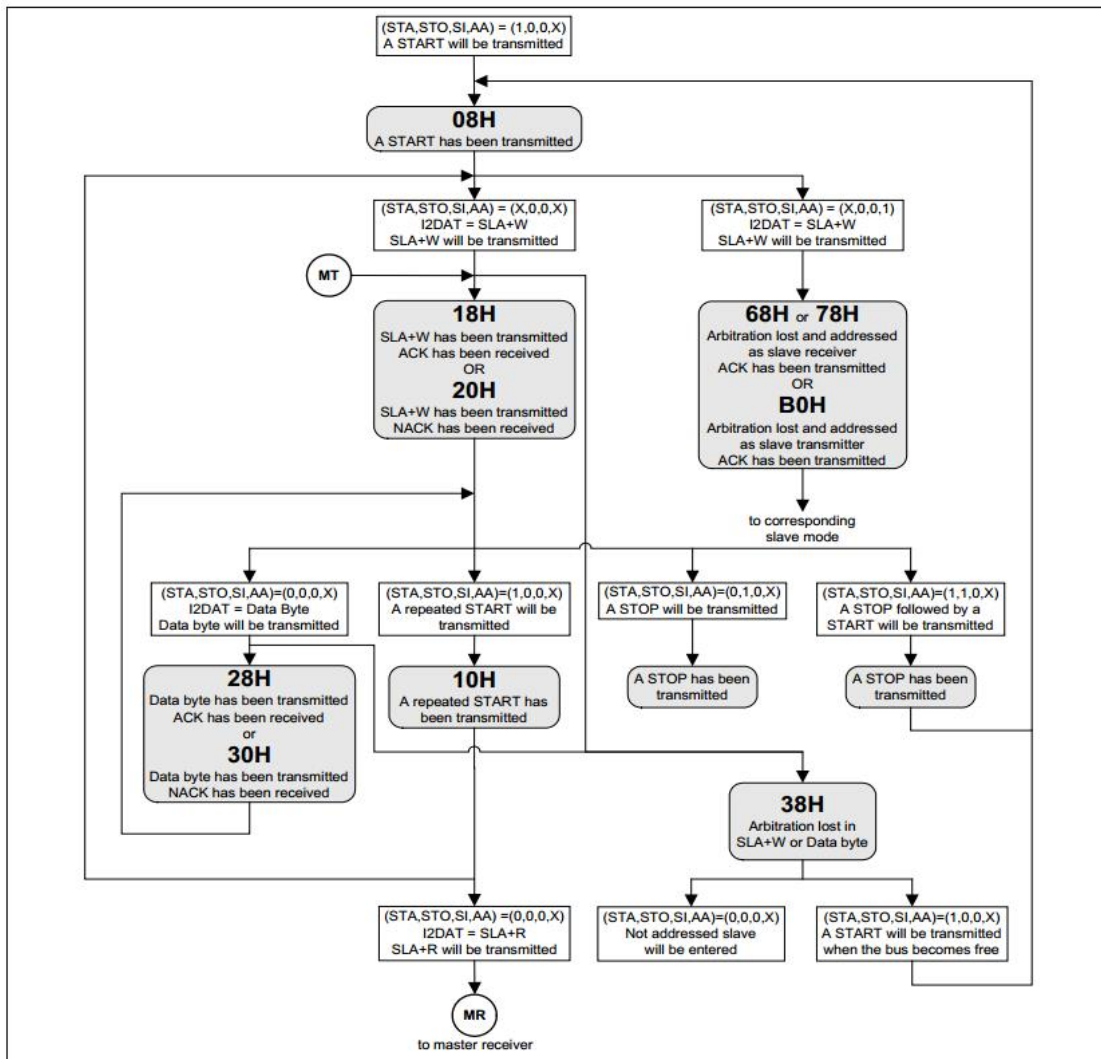 (STA,STO,SI,AA) = (1,0,0,X)
A START will be transmitted
08H
A START has been transmitted
(STA,STO,SI,AA) = (X,0,0,X)
I2DAT = SLA+W
SLA+W will be transmitted
(STA,STO,SI,AA) = (X,0,0,1)
I2DAT = SLA+W
SLA+W will be transmitted
MT
18H
SLA+W has been transmitted
ACK has been received
OR
20H
SLA+W has been transmitted
NACK has been received
68H or 78H
Arbitration lost and addressed
as slave receiver
ACK has been transmitted
OR
B0H
Arbitration lost and addressed
as slave transmitter
ACK has been transmitted
to corresponding
slave mode
(STA,STO,SI,AA)=(0,0,0,X)
I2DAT = Data Byte
Data byte will be transmitted
(STA,STO,SI,AA)=(1,0,0,X)
A repeated START will be
transmitted
(STA,STO,SI,AA)=(0,1,0,X)
A STOP will be transmitted
(STA,STO,SI,AA)=(1,1,0,X)
A STOP followed by a
START will be transmitted
28H
Data byte has been transmitted
ACK has been received
or
30H
Data byte has been transmitted
NACK has been received
10H
A repeated START has
been transmitted
A STOP has been
transmitted
A STOP has been
transmitted
38H
Arbitration lost in
SLA+W or Data byte
(STA,STO,SI,AA) =(0,0,0,X)
I2DAT = SLA+R
SLA+R will be transmitted
(STA,STO,SI,AA)=(0,0,0,X)
Not addressed slave
will be entered
(STA,STO,SI,AA)=(1,0,0,X)
A START will be transmitted
when the bus becomes free
MR
to master receiver